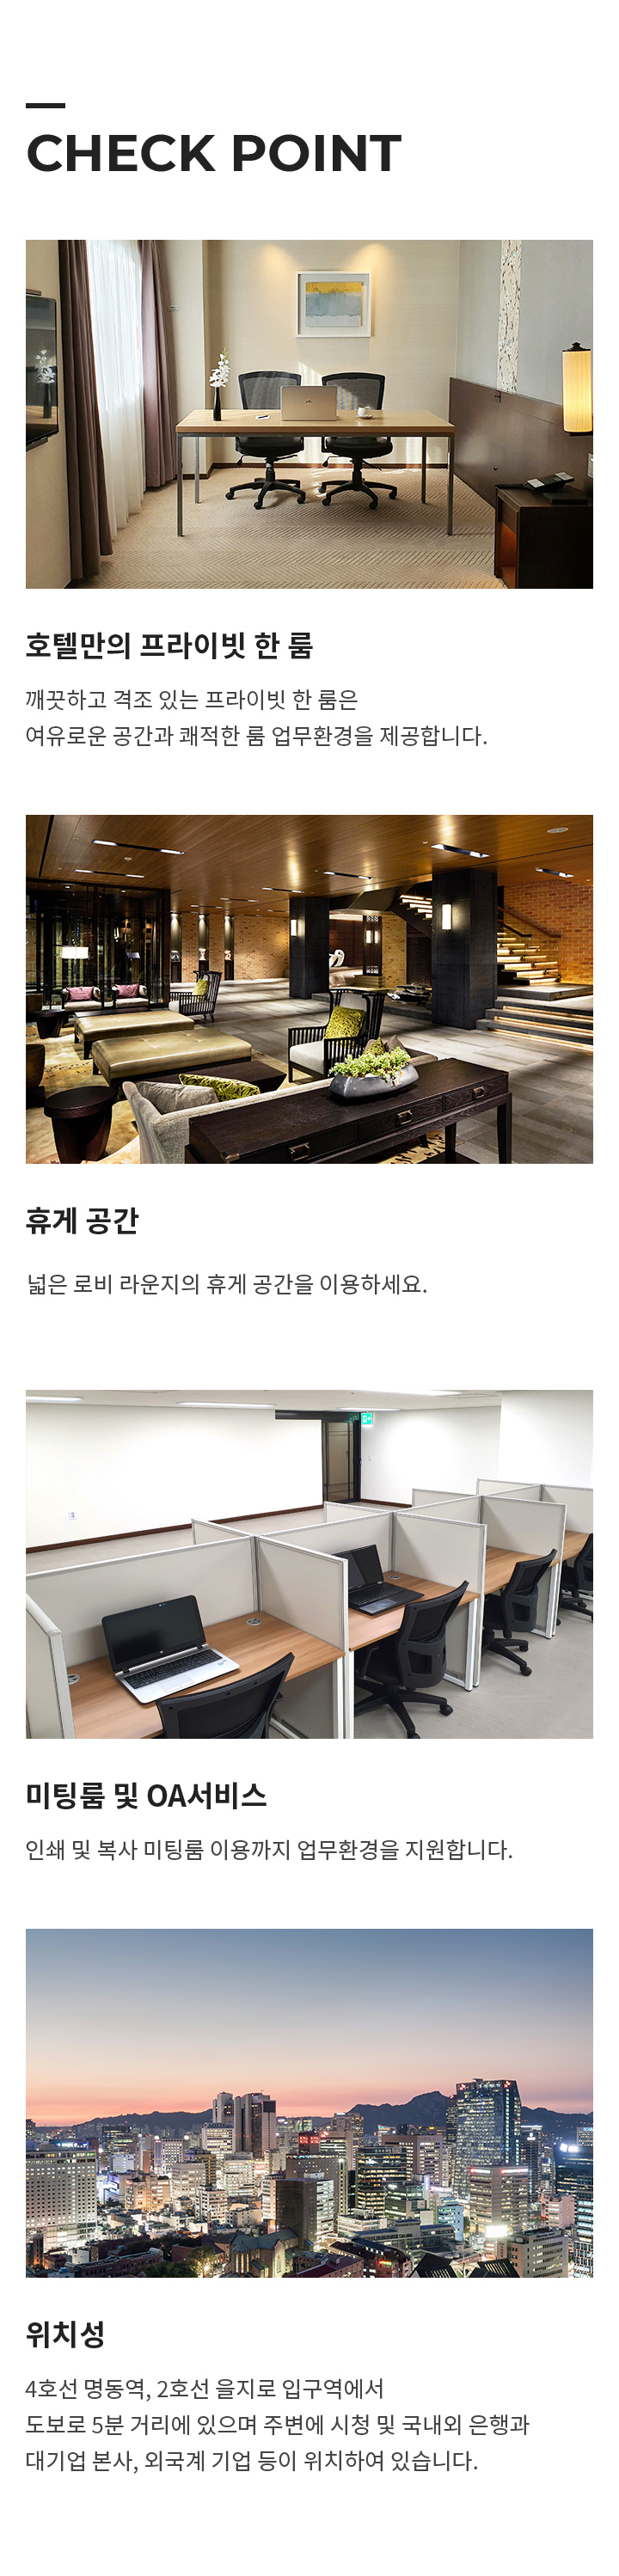 CHECK POINT
호텔만의 프라이빗 한 룸
깨끗하고 격조 있는 프라이빗 한 룸은
여유로운 공간과 쾌적한 룸 업무환경을 제공합니다.
휴게 공간
넓은 로비 라운지의 휴게 공간을 이용하세요.
미팅룸 및 OA서비스
인쇄 및 복사 미팅룸 이용까지 업무환경을 지원합니다.
위치성
4호선 명동역, 2호선 을지로 입구역에서
도보로 5분 거리에 있으며 주변에 시청 및 국내외 은행과
대기업 본사, 외국계 기업 등이 위치하여 있습니다.